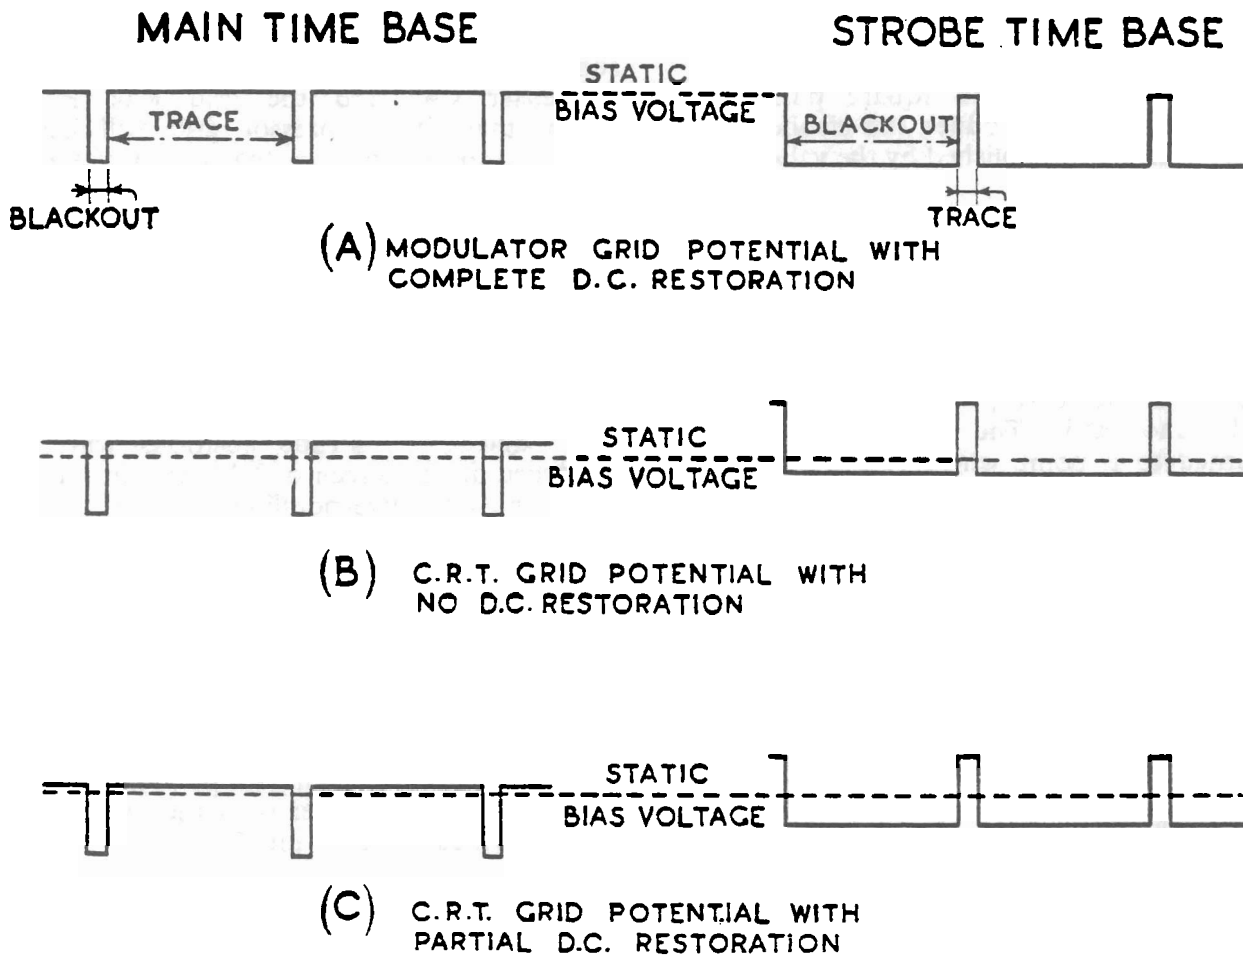 MAIN TIME BASE
STROBE TIME BASE
STATIC
BIAS VOLTAGE
TRACE
BLACKOUT
BLACKOUT
TRACE
(A) MODULATOR GRID POTENTIAL WITH
COMPLETE D.C. RESTORATION
STATIC
BIAS VOLTAGE
(B) C.R.T. GRID POTENTIAL WITH
NO D.C. RESTORATION
STATIC
BIAS VOLTAGE
(C) C.R.T. GRID POTENTIAL WITH
PARTIAL D.C. RESTORATION